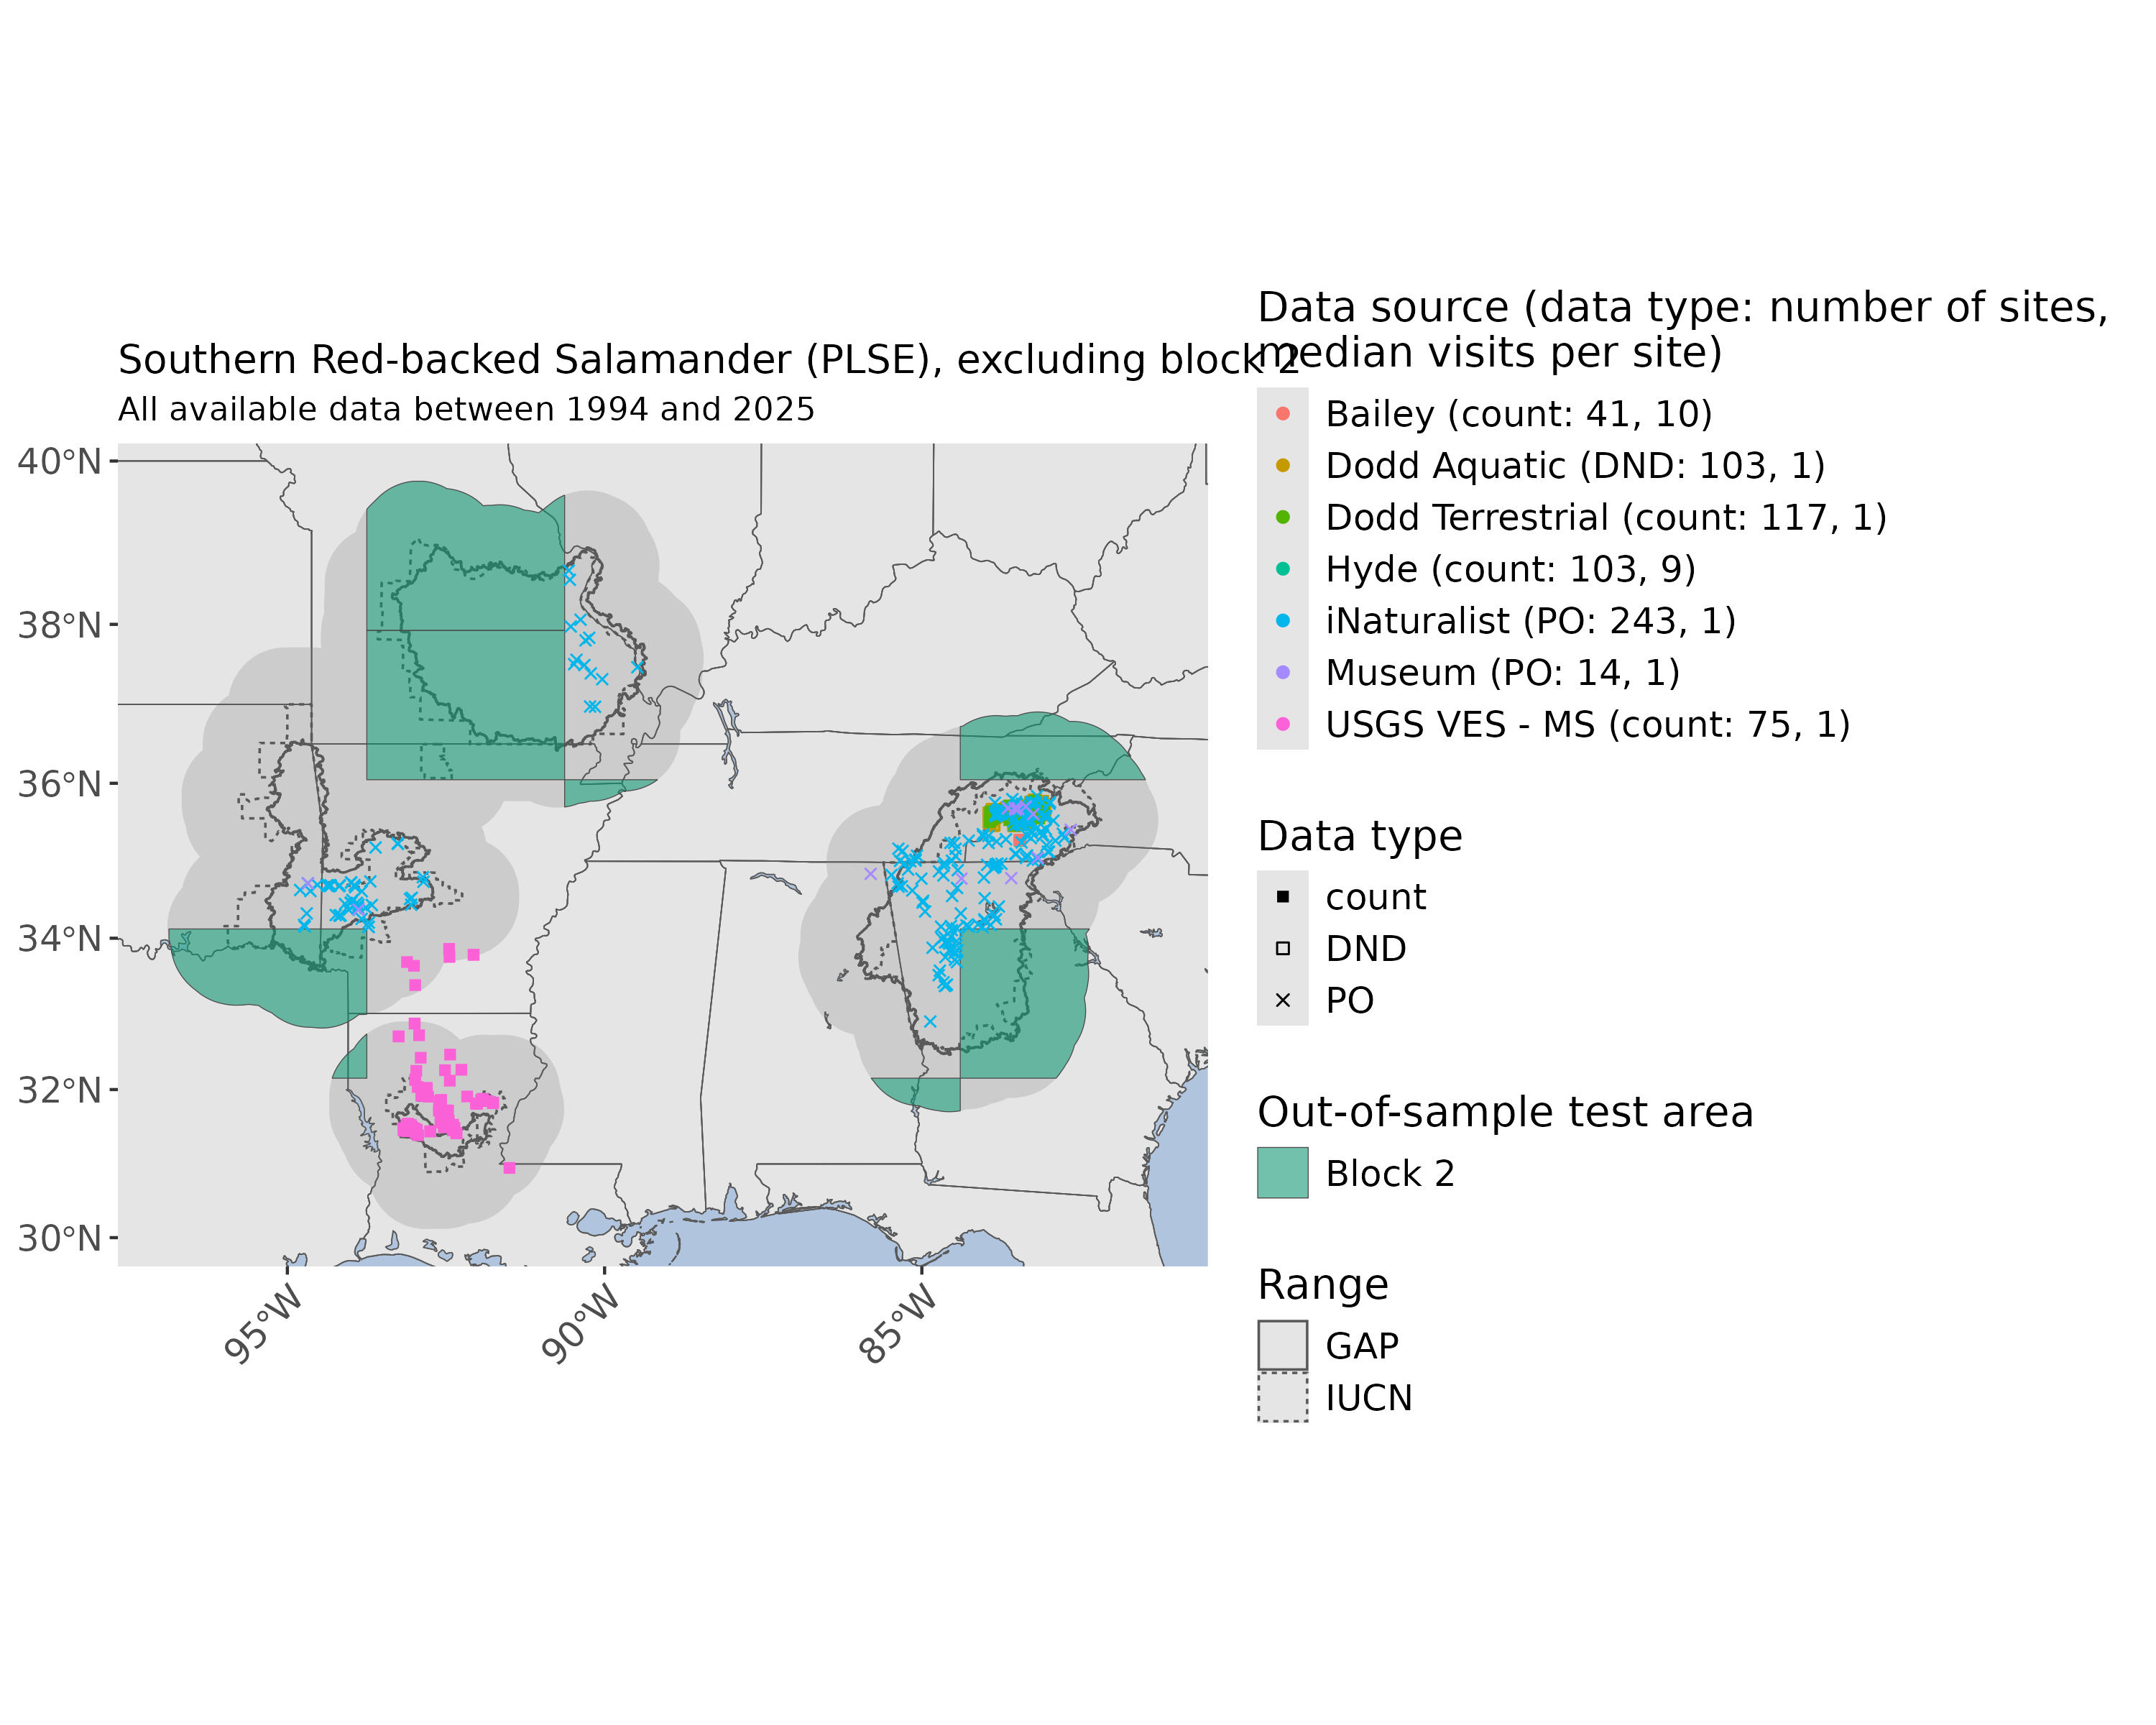 Southern Red-backed Salamander (PLSE), excluding block 2
All available data between 1994 and 2025
40°N
38°N
36°N
34°N
32°N
30°N
95°W
90°W
85°W
Data source (data type: number of sites,
median visits per site)
Bailey (count: 41, 10)
Dodd Aquatic (DND: 103, 1)
Dodd Terrestrial (count: 117, 1)
Hyde (count: 103, 9)
iNaturalist (PO: 243, 1)
Museum (PO: 14, 1)
USGS VES - MS (count: 75, 1)
Data type
count
DND
PO
Out-of-sample test area
Block 2
Range
GAP
IUCN